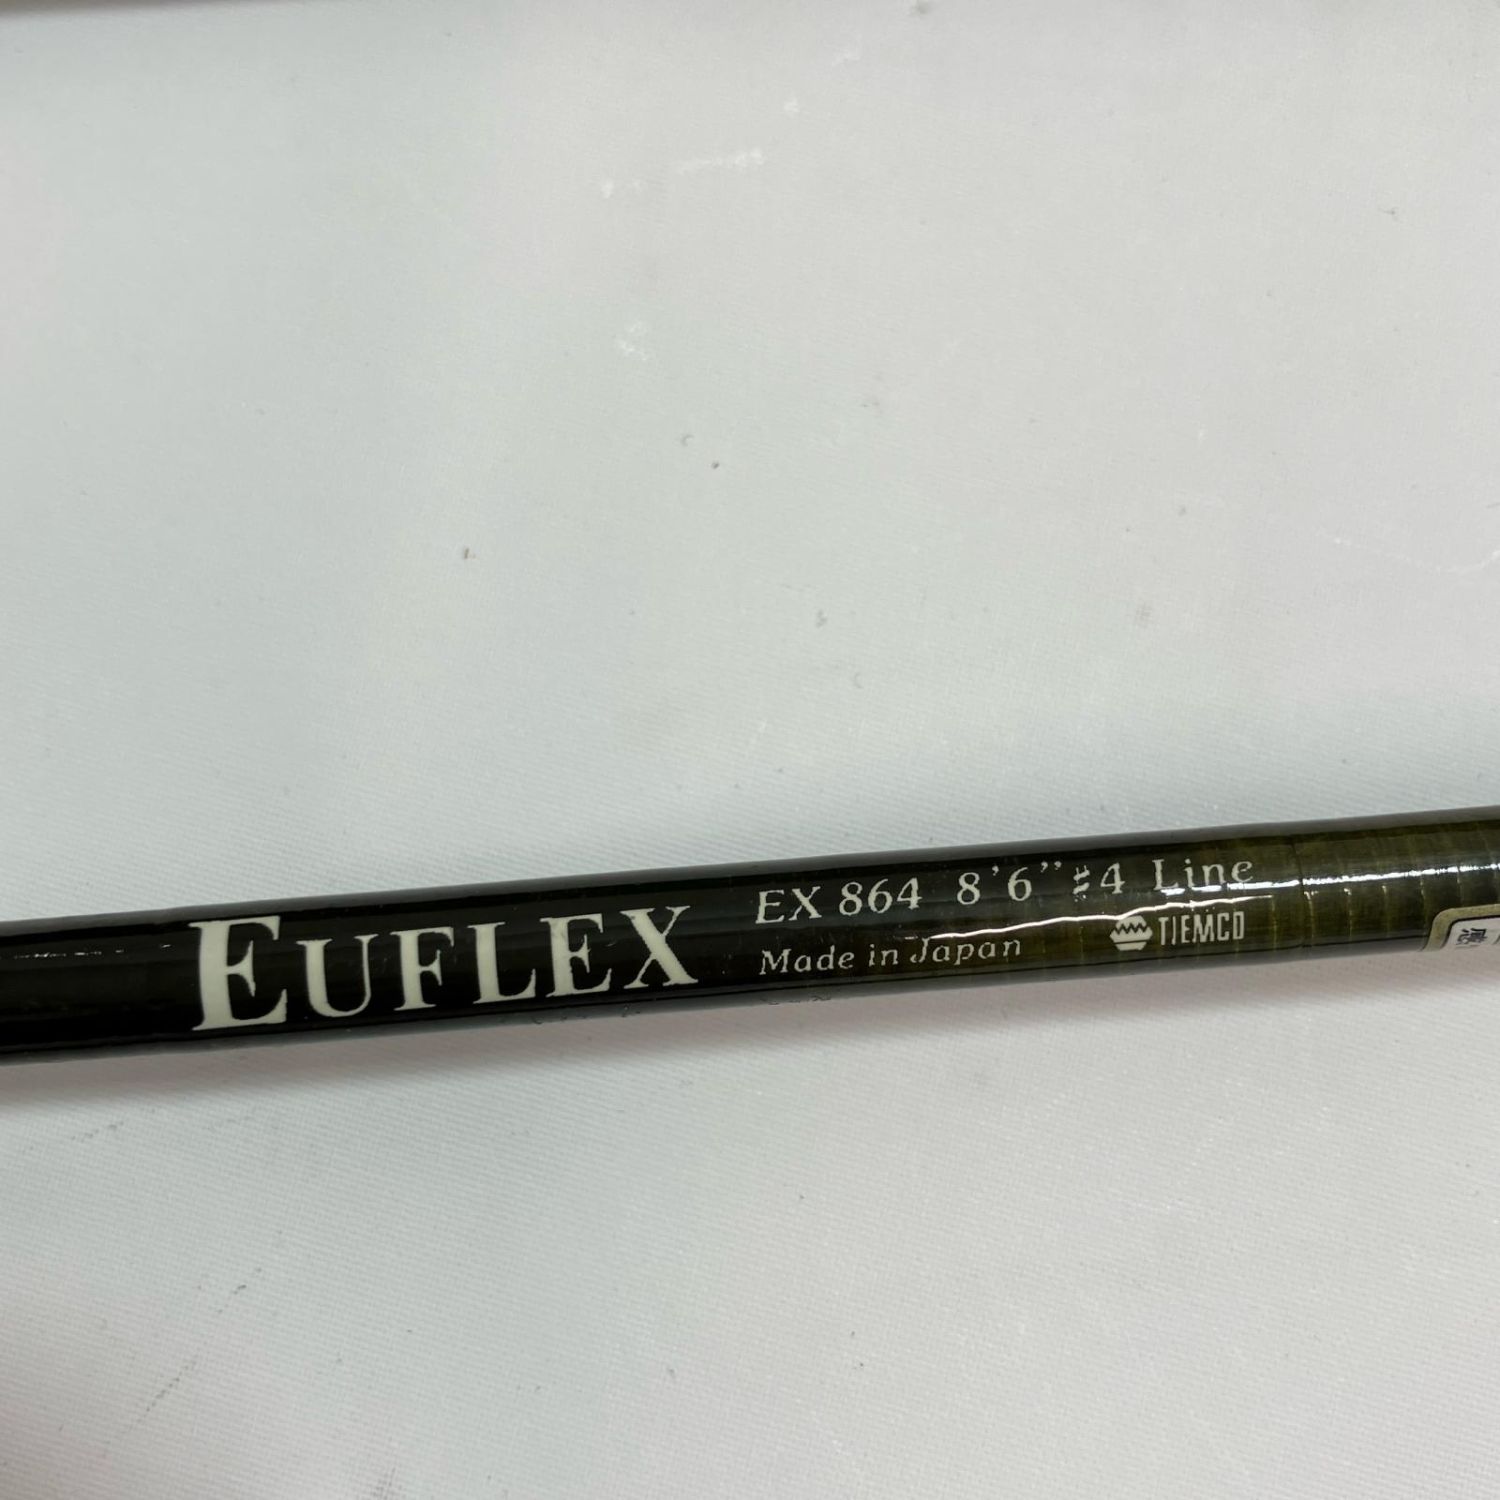 EUFLEX
EX 864 8'6" #4 Line
Made in Japan
TIEMCO